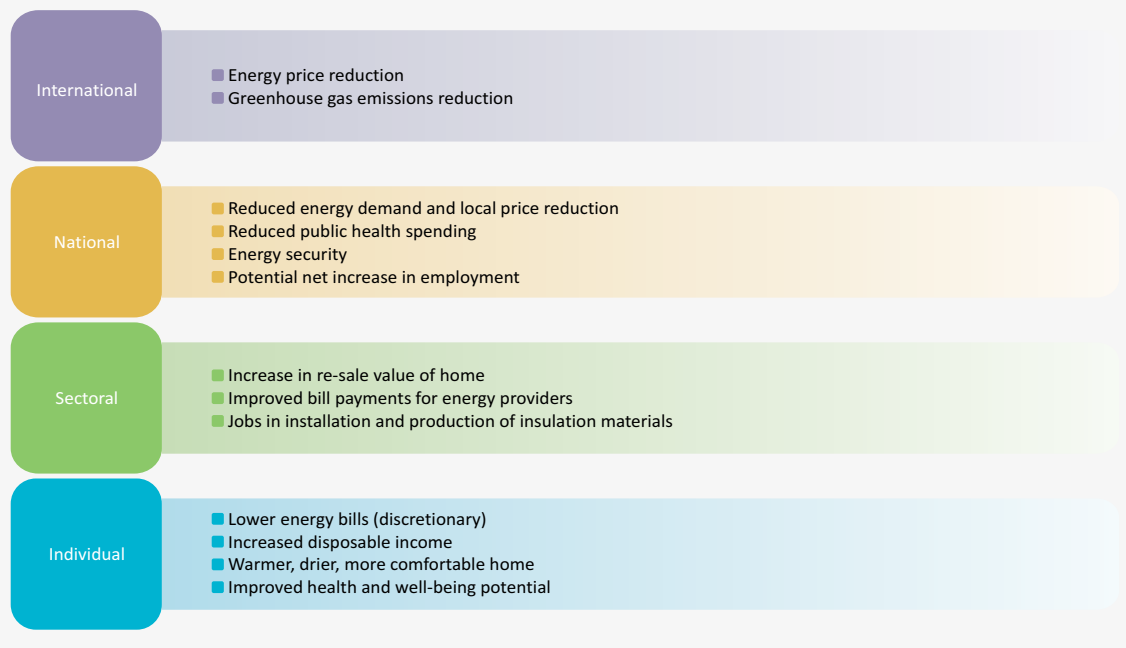 International
Energy price reduction
Greenhouse gas emissions reduction
National
Reduced energy demand and local price reduction
Reduced public health spending
Energy security
Potential net increase in employment
Sectoral
Increase in re-sale value of home
Improved bill payments for energy providers
Jobs in installation and production of insulation materials
Individual
Lower energy bills (discretionary)
Increased disposable income
Warmer, drier, more comfortable home
Improved health and well-being potential